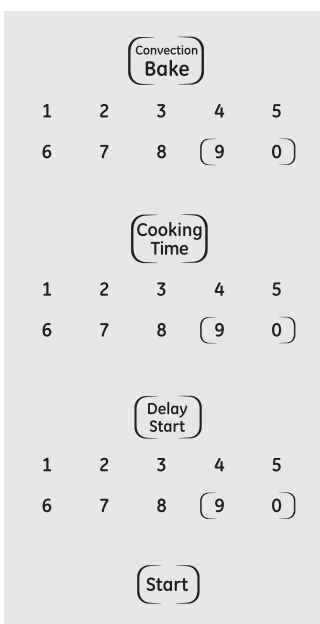 Convection
Bake
1 2 3 4 5
6 7 8 9 0
Cooking
Time
1 2 3 4 5
6 7 8 9 0
Delay
Start
1 2 3 4 5
6 7 8 9 0
Start